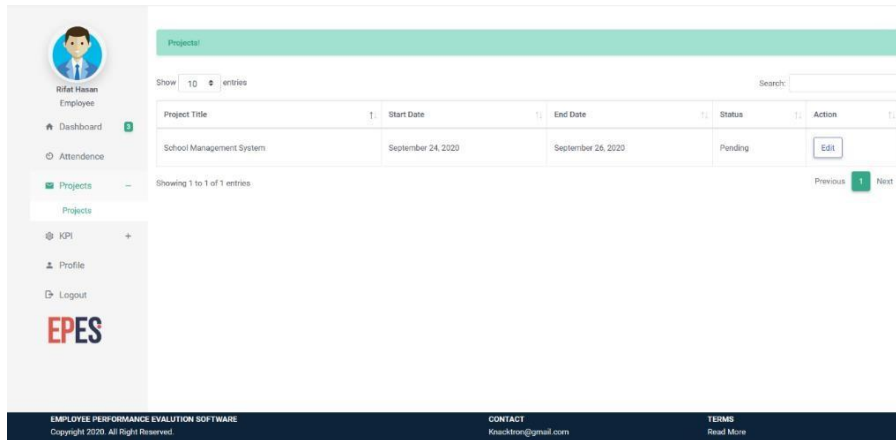 Rifat Hasan
Employee
Dashboard 3
Attendence
Projects −
Projects
KPI +
Profile
Logout
EPES
Projects!
Show 10 entries
Search:
Project Title Start Date End Date Status Action
School Management System September 24, 2020 September 26, 2020 Pending Edit
Showing 1 to 1 of 1 entries
Previous 1 Next
EMPLOYEE PERFORMANCE EVALUTION SOFTWARE
Copyright 2020. All Right Reserved.
CONTACT
Knacktron@gmail.com
TERMS
Read More